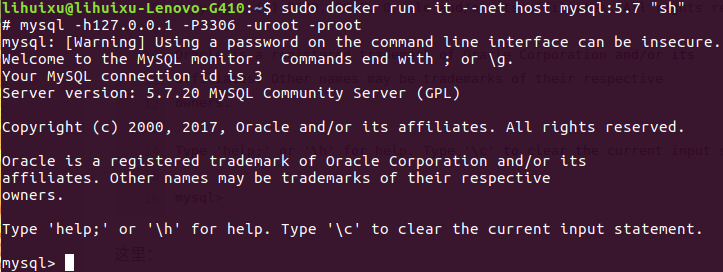 lihuixu@lihuixu-Lenovo-G410:~$ sudo docker run -it --net host mysql:5.7 "sh"
# mysql -h127.0.0.1 -P3306 -uroot -proot
mysql: [Warning] Using a password on the command line interface can be insecure.
Welcome to the MySQL monitor.  Commands end with ; or \g.
Your MySQL connection id is 3
Server version: 5.7.20 MySQL Community Server (GPL)

Copyright (c) 2000, 2017, Oracle and/or its affiliates. All rights reserved.

Oracle is a registered trademark of Oracle Corporation and/or its
affiliates. Other names may be trademarks of their respective
owners.

Type 'help;' or '\h' for help. Type '\c' to clear the current input statement.

mysql>